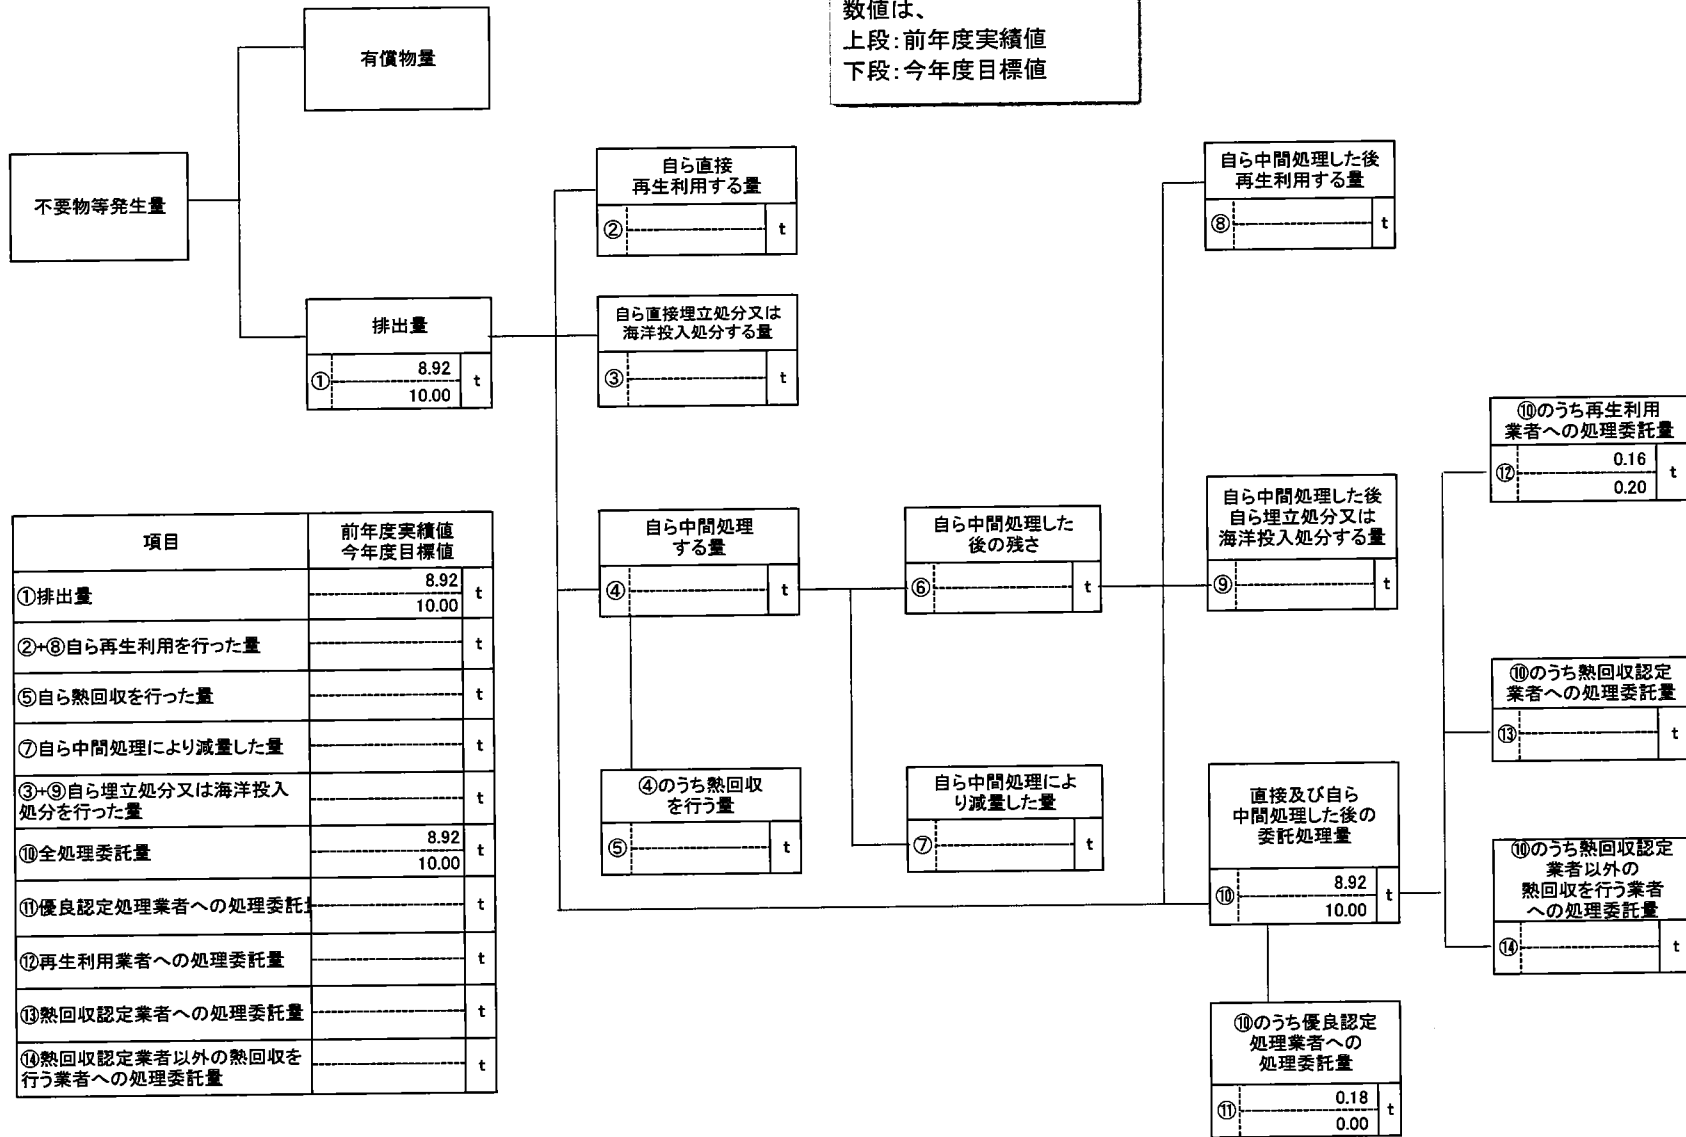 数値は、
上段：前年度実績値
下段：今年度目標値
有償物量
不要物等発生量
排出量
①
8.92
10.00
t
自ら直接
再生利用する量
②
t
自ら直接埋立処分又は
海洋投入処分する量
③
t
自ら中間処理
する量
④
t
④のうち熱回収
を行う量
⑤
t
自ら中間処理した
後の残さ
⑥
t
自ら中間処理によ
り減量した量
⑦
t
自ら中間処理した後
再生利用する量
⑧
t
自ら中間処理した後
自ら埋立処分又は
海洋投入処分する量
⑨
t
直接及び自ら
中間処理した後の
委託処理量
⑩
8.92
10.00
t
⑩のうち優良認定
処理業者への
処理委託量
⑪
0.18
0.00
t
⑩のうち再生利用
業者への処理委託量
⑫
0.16
0.20
t
⑩のうち熱回収認定
業者への処理委託量
⑬
t
⑩のうち熱回収認定
業者以外の
熱回収を行う業者
への処理委託量
⑭
t
項目
前年度実績値
今年度目標値
①排出量
8.92
10.00
t
②+⑧自ら再生利用を行った量
t
⑤自ら熱回収を行った量
t
⑦自ら中間処理により減量した量
t
③+⑨自ら埋立処分又は海洋投入
処分を行った量
t
⑩全処理委託量
8.92
10.00
t
⑪優良認定処理業者への処理委託
t
⑫再生利用業者への処理委託量
t
⑬熱回収認定業者への処理委託量
t
⑭熱回収認定業者以外の熱回収を
行う業者への処理委託量
t